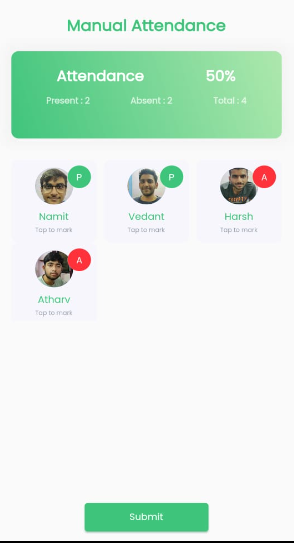 Manual Attendance
Attendance 50%
Present : 2 Absent : 2 Total : 4
P P A
Namit Vedant Harsh
Tap to mark Tap to mark Tap to mark
A
Atharv
Tap to mark
Submit